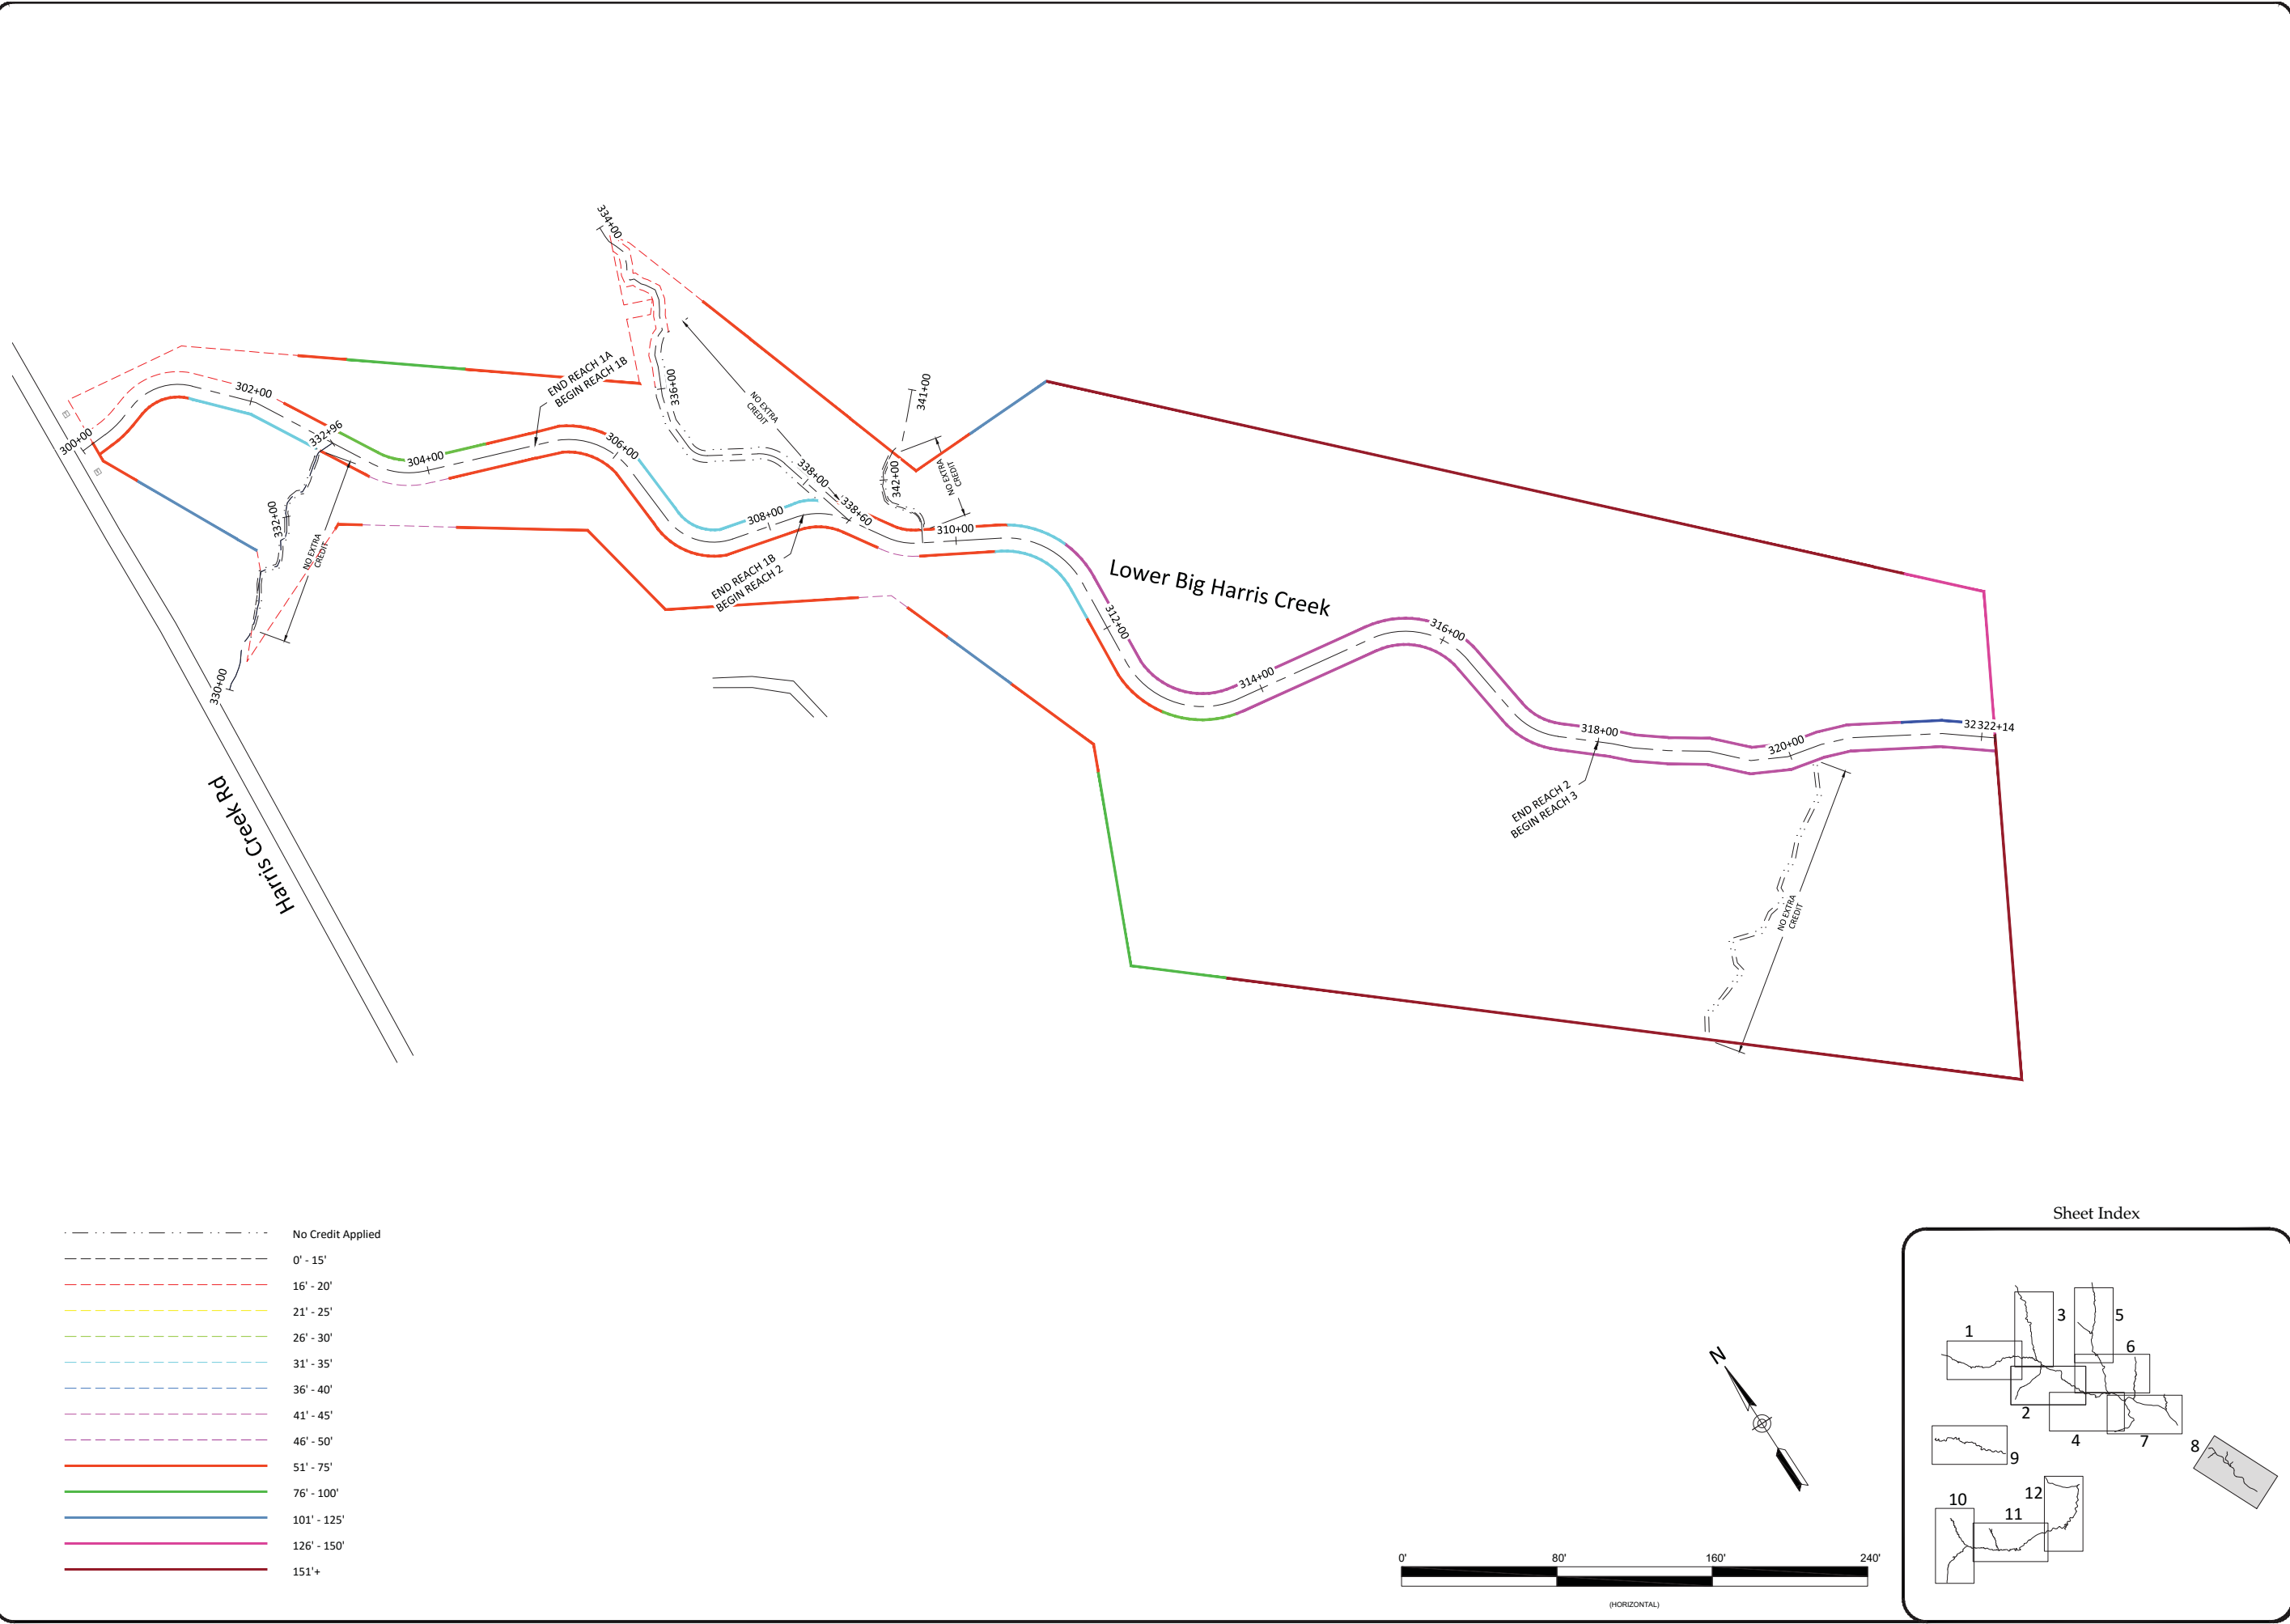 334+00
END REACH 1A
BEGIN REACH 1B
336+00
NO EXTRA
CREDIT
341+00
302+00
300+00
332+96
304+00
306+00
338+00
338+60
342+00
NO EXTRA
CREDIT
332+00
NO EXTRA
CREDIT
308+00
310+00
END REACH 1B
BEGIN REACH 2
Lower Big Harris Creek
312+00
330+00
314+00
316+00
318+00
320+00
322+14
END REACH 2
BEGIN REACH 3
NO EXTRA
CREDIT
Harris Creek Rd
No Credit Applied
0' - 15'
16' - 20'
21' - 25'
26' - 30'
31' - 35'
36' - 40'
41' - 45'
46' - 50'
51' - 75'
76' - 100'
101' - 125'
126' - 150'
151'+
N
0' 80' 160' 240'
(HORIZONTAL)
Sheet Index
1
3
5
6
2
4
7
8
9
10
11
12